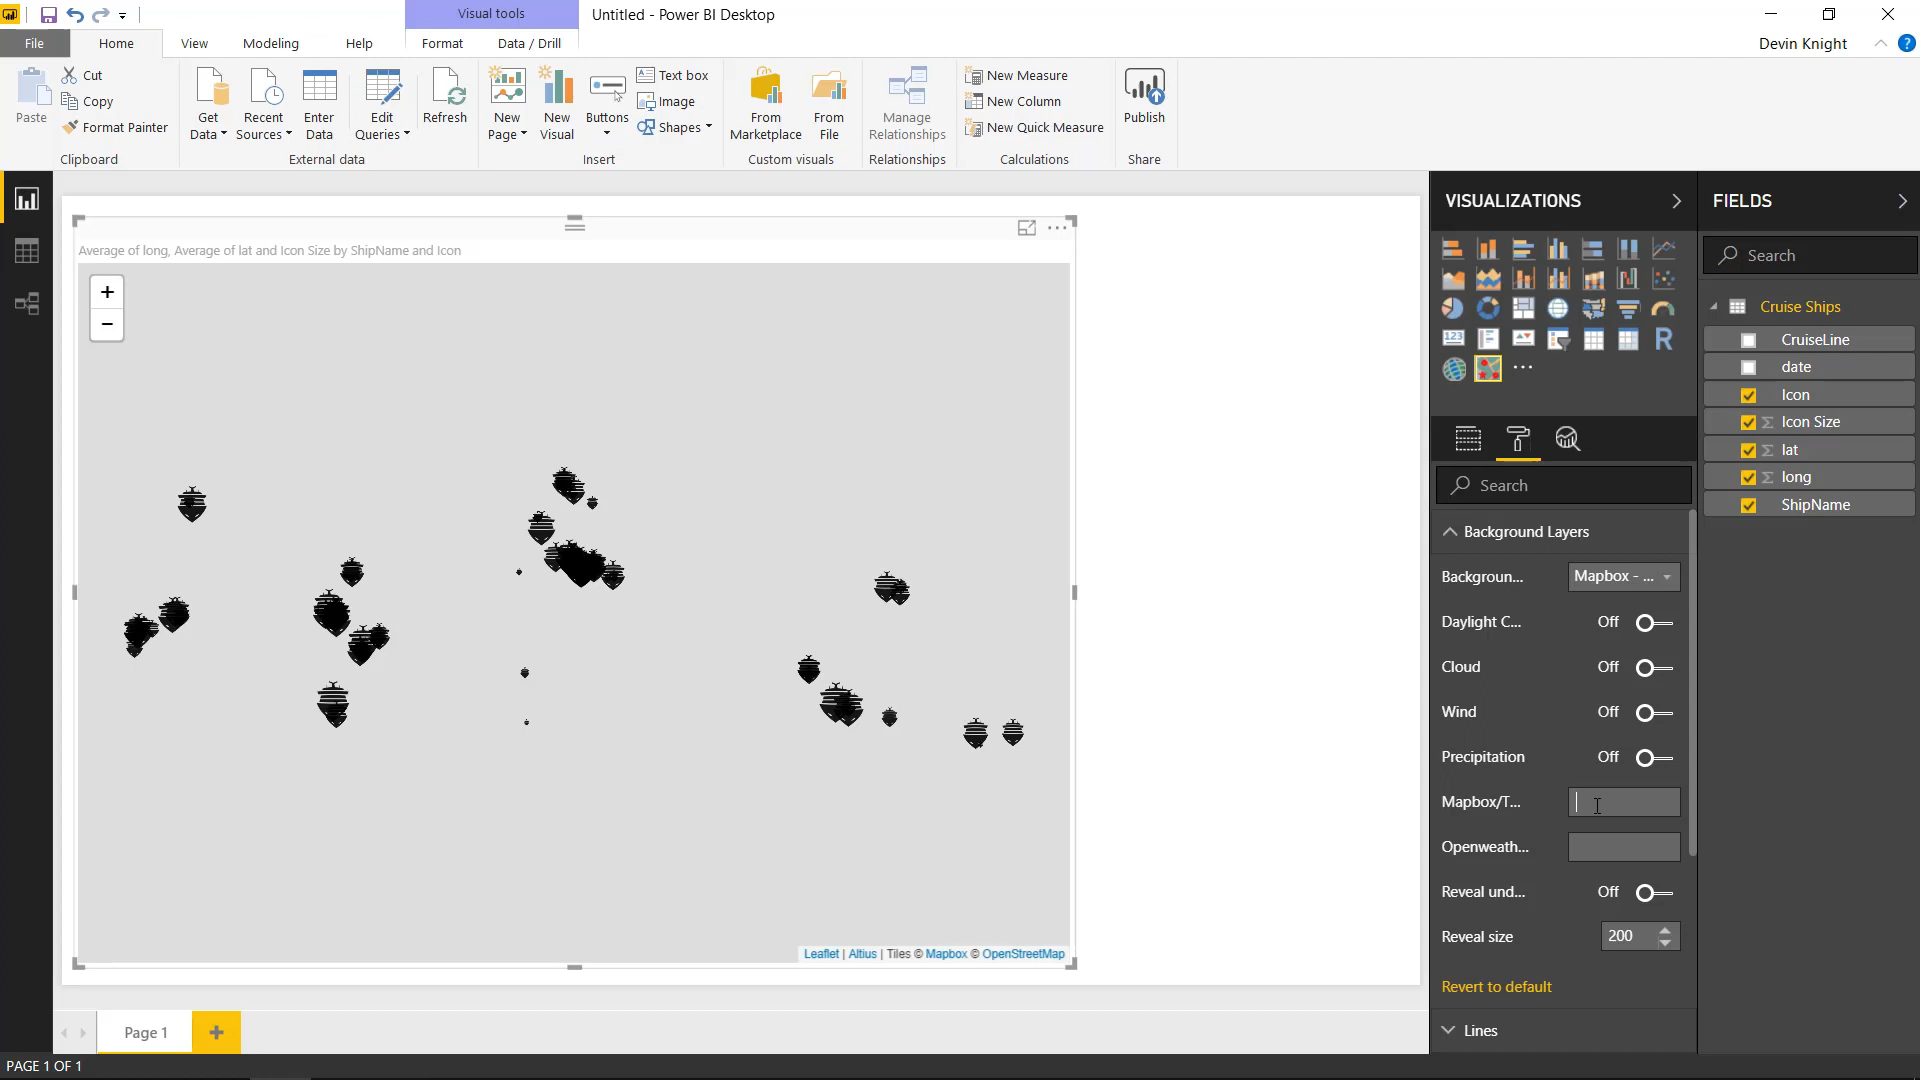 Visual tools
Untitled - Power BI Desktop
File
Home
View
Modeling
Help
Format
Data / Drill
Devin Knight
?
Paste
Cut
Copy
Format Painter
Clipboard
Get Data
Recent Sources
Enter Data
Edit Queries
Refresh
External data
New Page
New Visual
Buttons
Text box
Image
Shapes
Insert
From Marketplace
From File
Custom visuals
Manage Relationships
Relationships
New Measure
New Column
New Quick Measure
Calculations
Publish
Share
Average of long, Average of lat and Icon Size by ShipName and Icon
+
−
Leaflet | Altius | Tiles © Mapbox © OpenStreetMap
VISUALIZATIONS
123
R
Search
Background Layers
Backgroun...
Mapbox - ...
Daylight C...
Off
Cloud
Off
Wind
Off
Precipitation
Off
Mapbox/T...
Openweath...
Reveal und...
Off
Reveal size
200
Revert to default
Lines
FIELDS
Search
Cruise Ships
CruiseLine
date
Icon
Σ Icon Size
Σ lat
Σ long
ShipName
Page 1
+
PAGE 1 OF 1